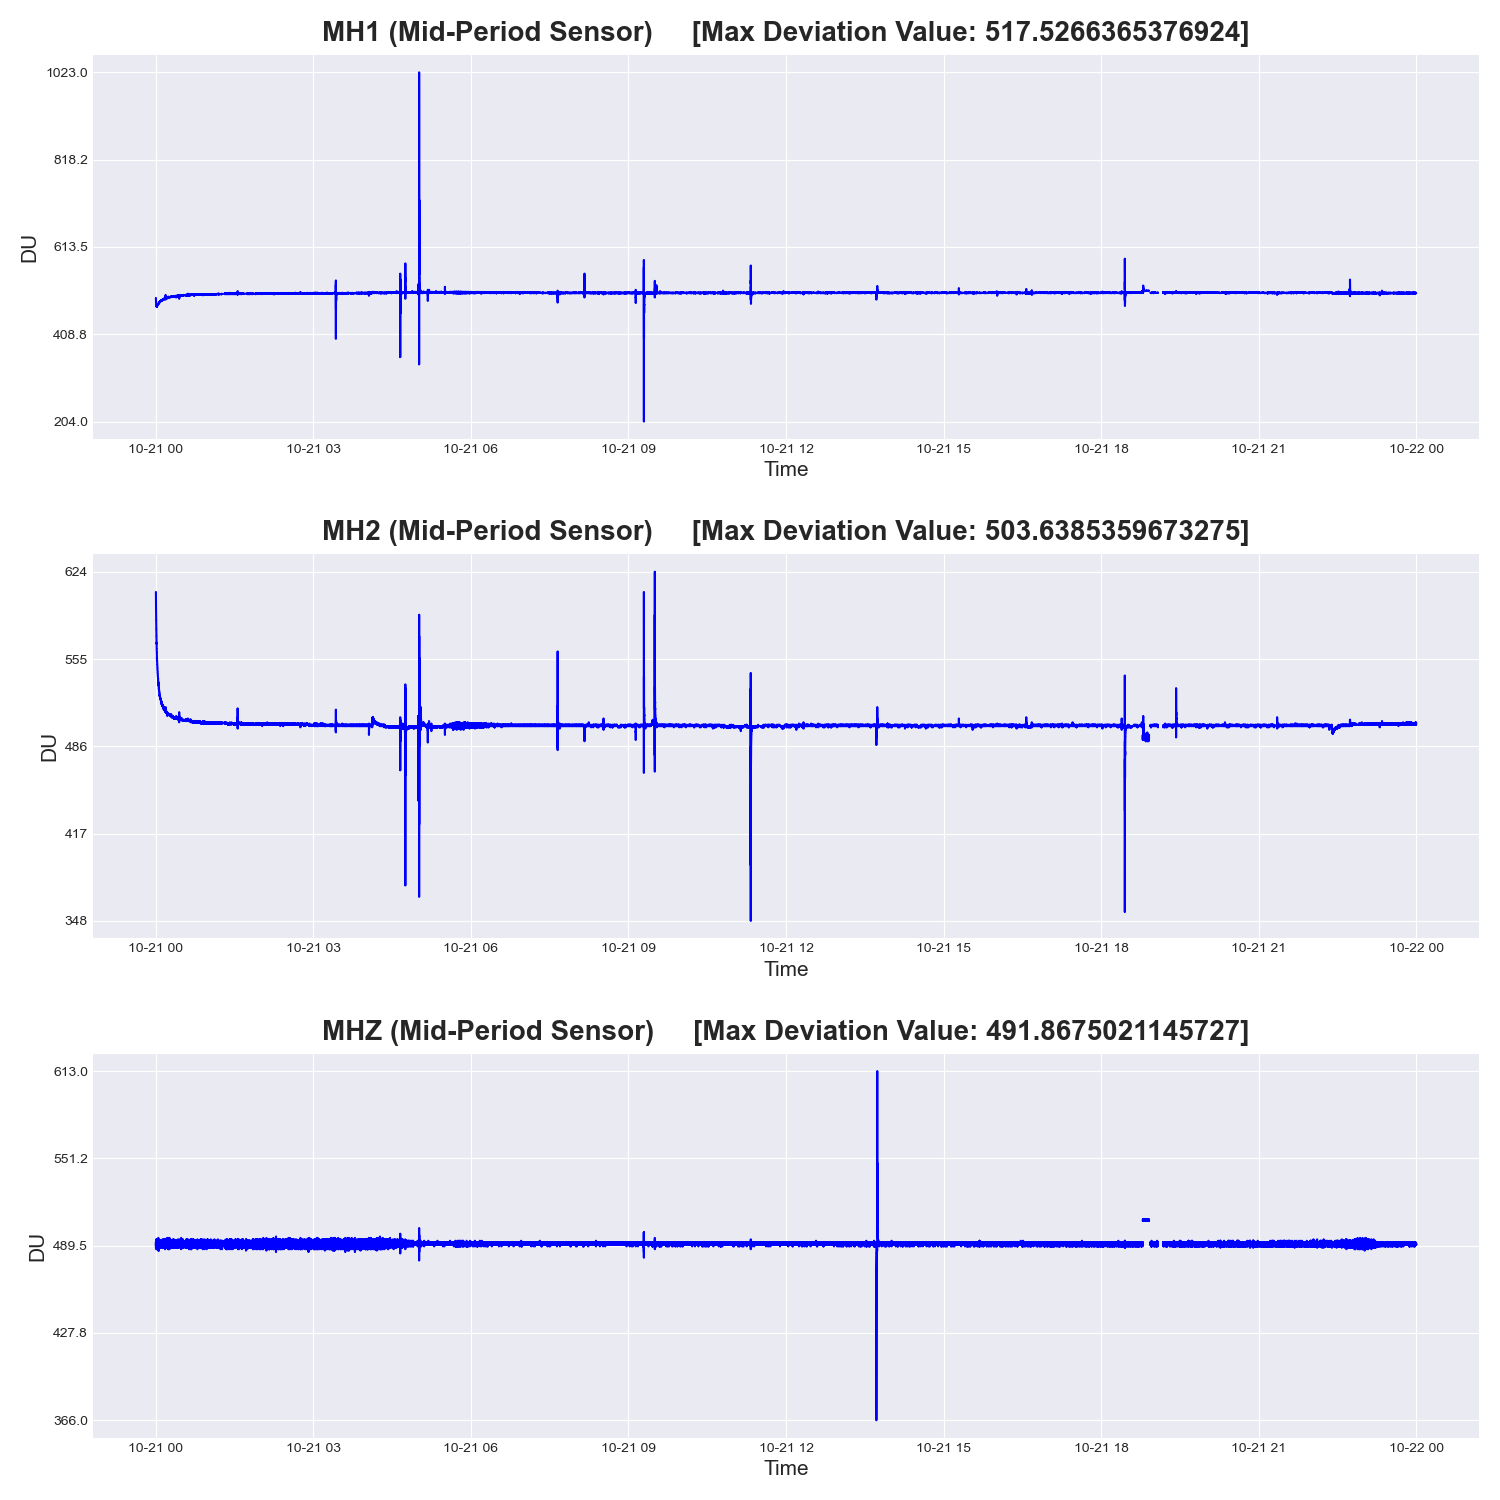 MH1 (Mid-Period Sensor) [Max Deviation Value: 517.5266365376924]
1023.0
818.2
613.5
408.8
204.0
DU
10-21 00 10-21 03 10-21 06 10-21 09 10-21 12 10-21 15 10-21 18 10-21 21 10-22 00
Time
MH2 (Mid-Period Sensor) [Max Deviation Value: 503.6385359673275]
624
555
486
417
348
DU
10-21 00 10-21 03 10-21 06 10-21 09 10-21 12 10-21 15 10-21 18 10-21 21 10-22 00
Time
MHZ (Mid-Period Sensor) [Max Deviation Value: 491.8675021145727]
613.0
551.2
489.5
427.8
366.0
DU
10-21 00 10-21 03 10-21 06 10-21 09 10-21 12 10-21 15 10-21 18 10-21 21 10-22 00
Time